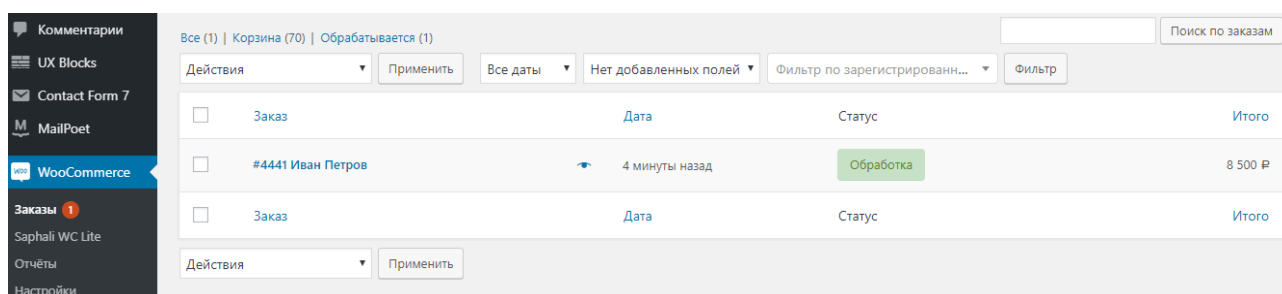 Комментарии
UX Blocks
Contact Form 7
MailPoet
WooCommerce
Заказы 1
Saphali WC Lite
Отчёты
Настройки
Все (1) | Корзина (70) | Обрабатывается (1)
Поиск по заказам
Действия Применить Все даты Нет добавленных полей Фильтр по зарегистрированн... Фильтр
Заказ Дата Статус Итого
#4441 Иван Петров 4 минуты назад Обработка 8 500 ₽
Заказ Дата Статус Итого
Действия Применить